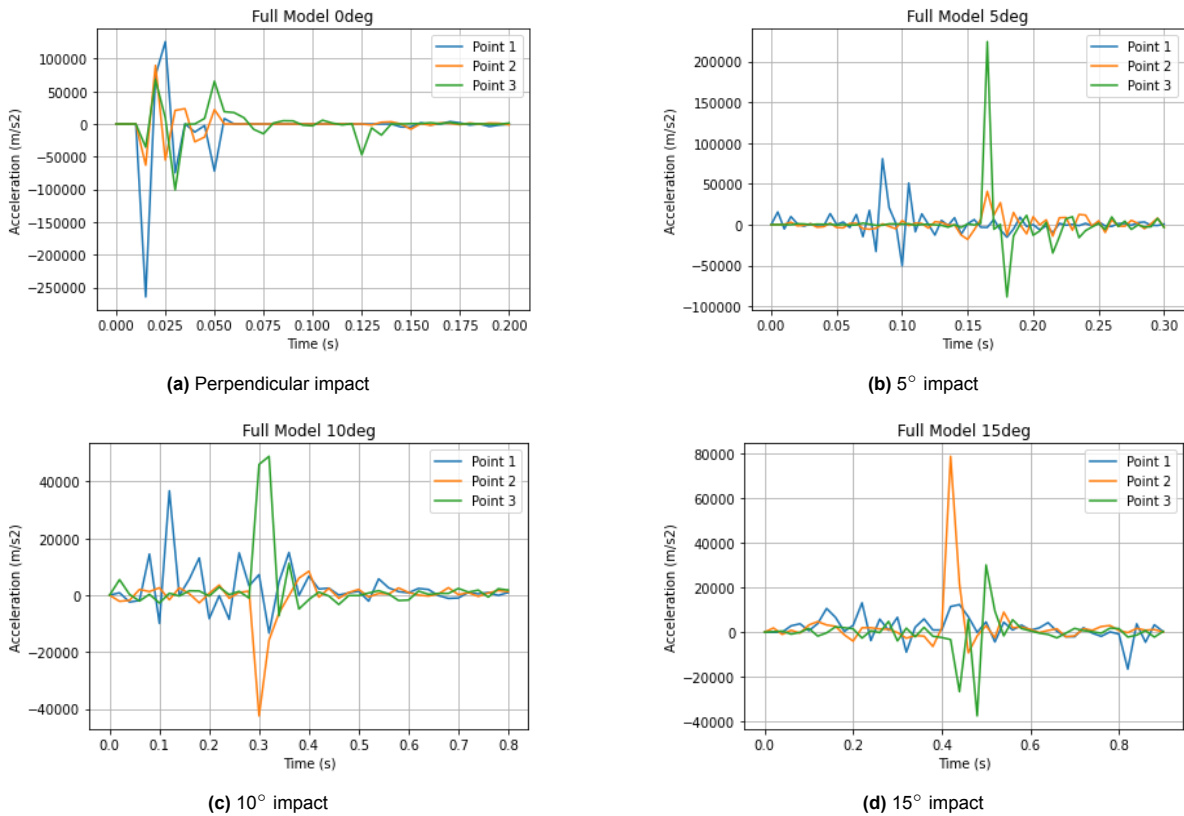 Full Model 0deg
Acceleration (m/s2)
100000
50000
0
−50000
−100000
−150000
−200000
−250000
Point 1
Point 2
Point 3
0.000 0.025 0.050 0.075 0.100 0.125 0.150 0.175 0.200
Time (s)
(a) Perpendicular impact
Full Model 5deg
Acceleration (m/s2)
200000
150000
100000
50000
0
−50000
−100000
Point 1
Point 2
Point 3
0.00 0.05 0.10 0.15 0.20 0.25 0.30
Time (s)
(b) 5° impact
Full Model 10deg
Acceleration (m/s2)
40000
20000
0
−20000
−40000
Point 1
Point 2
Point 3
0.0 0.1 0.2 0.3 0.4 0.5 0.6 0.7 0.8
Time (s)
(c) 10° impact
Full Model 15deg
Acceleration (m/s2)
80000
60000
40000
20000
0
−20000
−40000
Point 1
Point 2
Point 3
0.0 0.2 0.4 0.6 0.8
Time (s)
(d) 15° impact